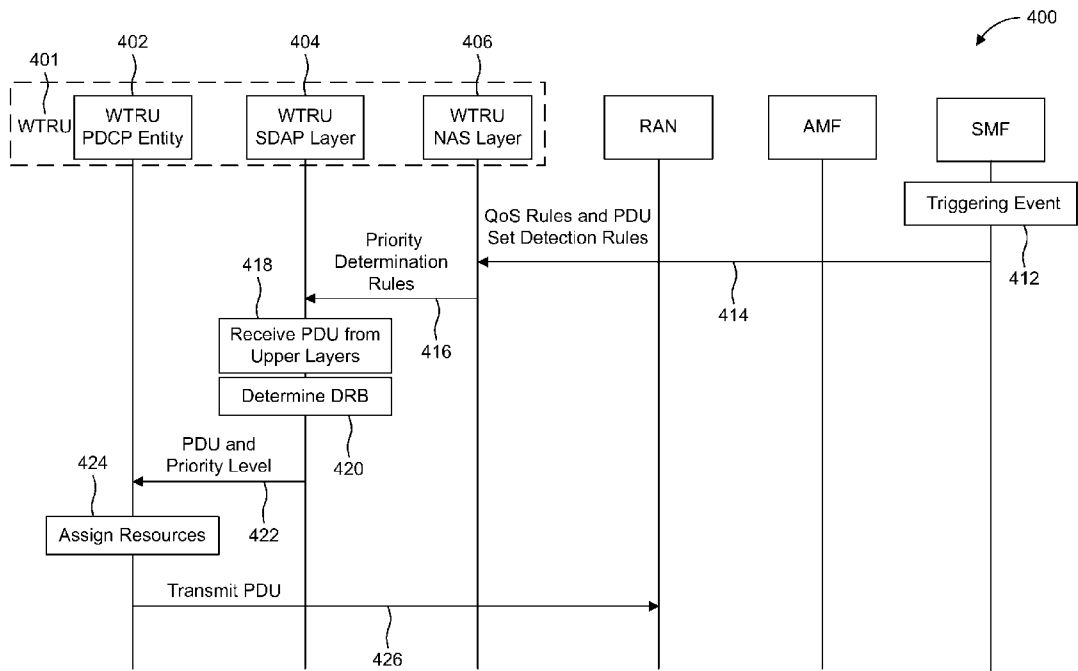 400
402
404
406
401
WTRU
WTRU
PDCP Entity
WTRU
SDAP Layer
WTRU
NAS Layer
RAN
AMF
SMF
Triggering Event
412
QoS Rules and PDU
Set Detection Rules
414
Priority
Determination
Rules
416
418
Receive PDU from
Upper Layers
Determine DRB
420
PDU and
Priority Level
422
424
Assign Resources
Transmit PDU
426